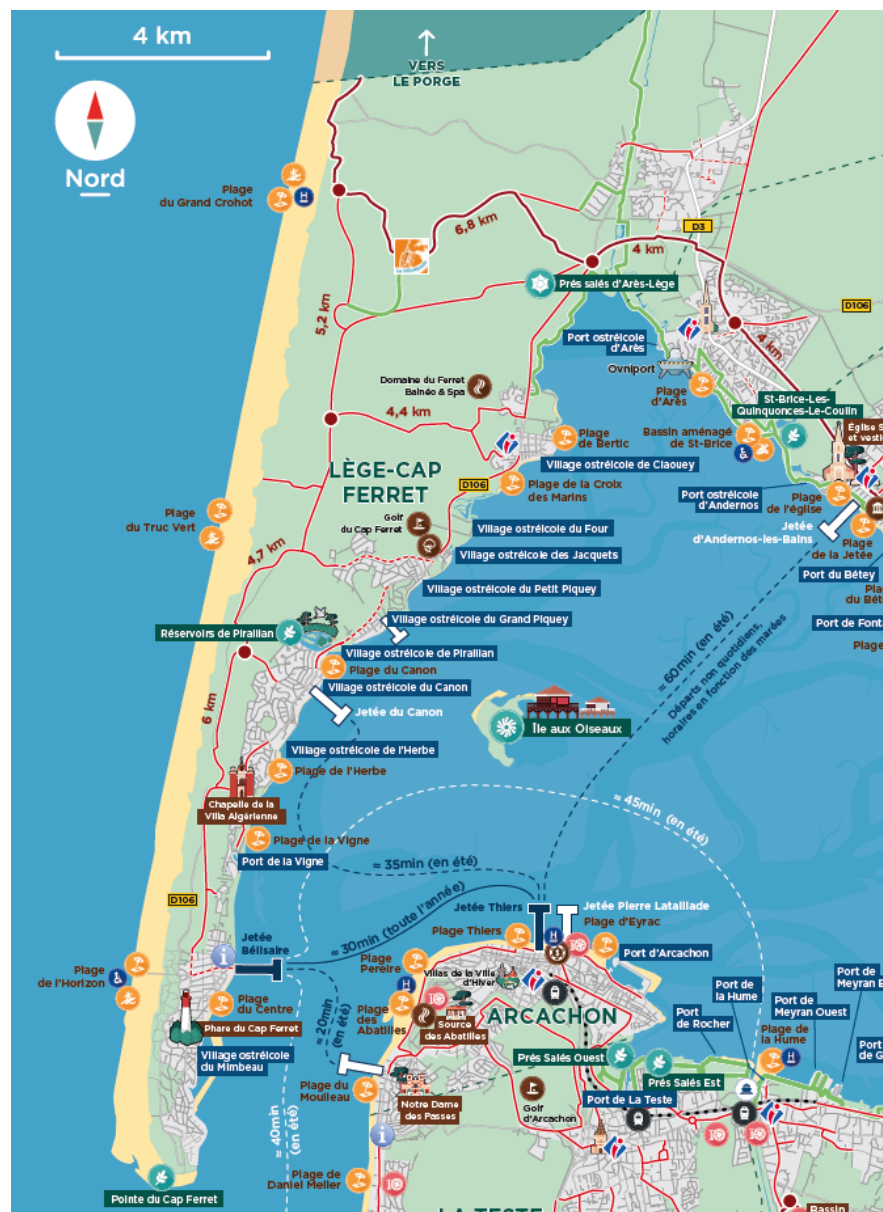 4 km
VERS
LE PORGE
Nord
Plage
du Grand Crohot
6,8 km
D3
4 km
Prés salés d'Arès-Lège
5,2 km
D106
4 km
Port ostréicole
d'Arès
Ovniport
Domaine du Ferret
Balnéo & Spa
Plage
d'Arès
St-Brice-Les-
Quinquonces-Le-Coulin
4,4 km
Église S
et vesti
Plage
de Bertic
Bassin aménagé
de St-Brice
LÈGE-CAP
FERRET
Village ostréicole de Claouey
D106
Plage de la Croix
des Marins
Port ostréicole
d'Andernos
Plage
de l'église
Plage
du Truc Vert
Golf
du Cap Ferret
Village ostréicole du Four
Jetée
d'Andernos-les-Bains
Plage
de la Jetée
Village ostréicole des Jacquets
4,7 km
Port du Bétey
Village ostréicole du Petit Piquey
Pla
du Bét
≈ 60min (en été)
Départs non quotidiens,
horaires en fonction des marées
Village ostréicole du Grand Piquey
Port de Fonta
Réservoirs de Piraillan
Village ostréicole de Piraillan
Plage
Plage du Canon
Village ostréicole du Canon
6 km
Jetée du Canon
Île aux Oiseaux
Village ostréicole de l'Herbe
Plage de l'Herbe
Chapelle de la
Villa Algérienne
≈ 45min (en été)
Plage de la Vigne
Port de la Vigne
≈ 35min (en été)
D106
≈ 30min (toute l'année)
Jetée Thiers
Jetée Pierre Lataillade
Plage Thiers
Plage d'Eyrac
Jetée
Bélisaire
Plage
Pereire
Port d'Arcachon
Plage
de l'Horizon
Villas de la Ville
d'Hiver
Port
de la Hume
Port de
Meyran E
Plage
du Centre
≈ 20min
(en été)
Plage
des Abatilles
Source
des Abatilles
ARCACHON
Port
de Rocher
Port de
Meyran Ouest
Phare du Cap Ferret
Plage de
la Hume
Port
de G
Village ostréicole
du Mimbeau
Prés Salés Ouest
Prés Salés Est
Plage du
Moulleau
Notre Dame
des Passes
Golf
d'Arcachon
Port de La Teste
≈ 40min
(en été)
Plage de
Daniel Meller
Pointe du Cap Ferret
LA TESTE
Bassin